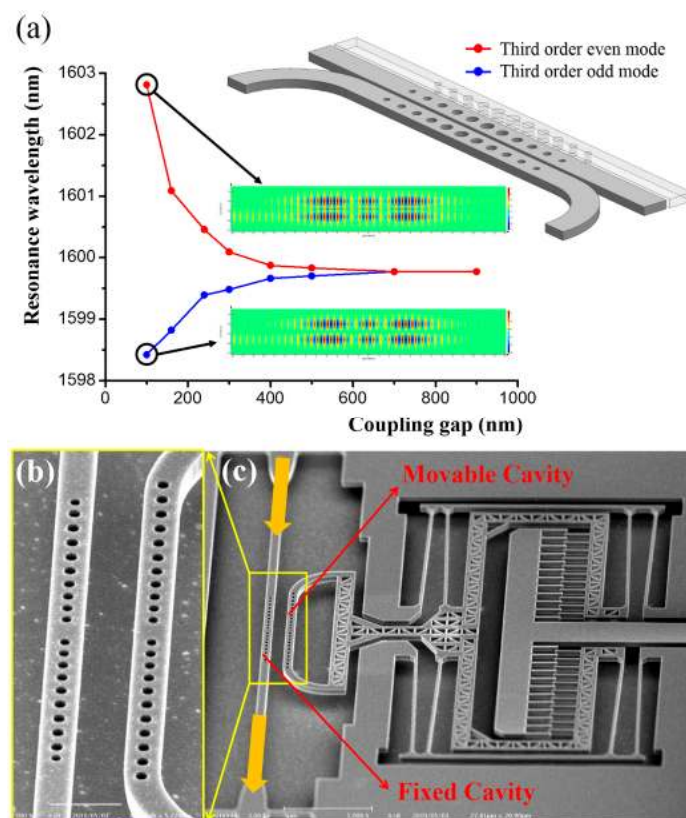 (a)
Third order even mode
Third order odd mode
Resonance wavelength (nm)
1603
1602
1601
1600
1599
1598
0
200
400
600
800
1000
Coupling gap (nm)
(b)
(c)
Movable Cavity
Fixed Cavity